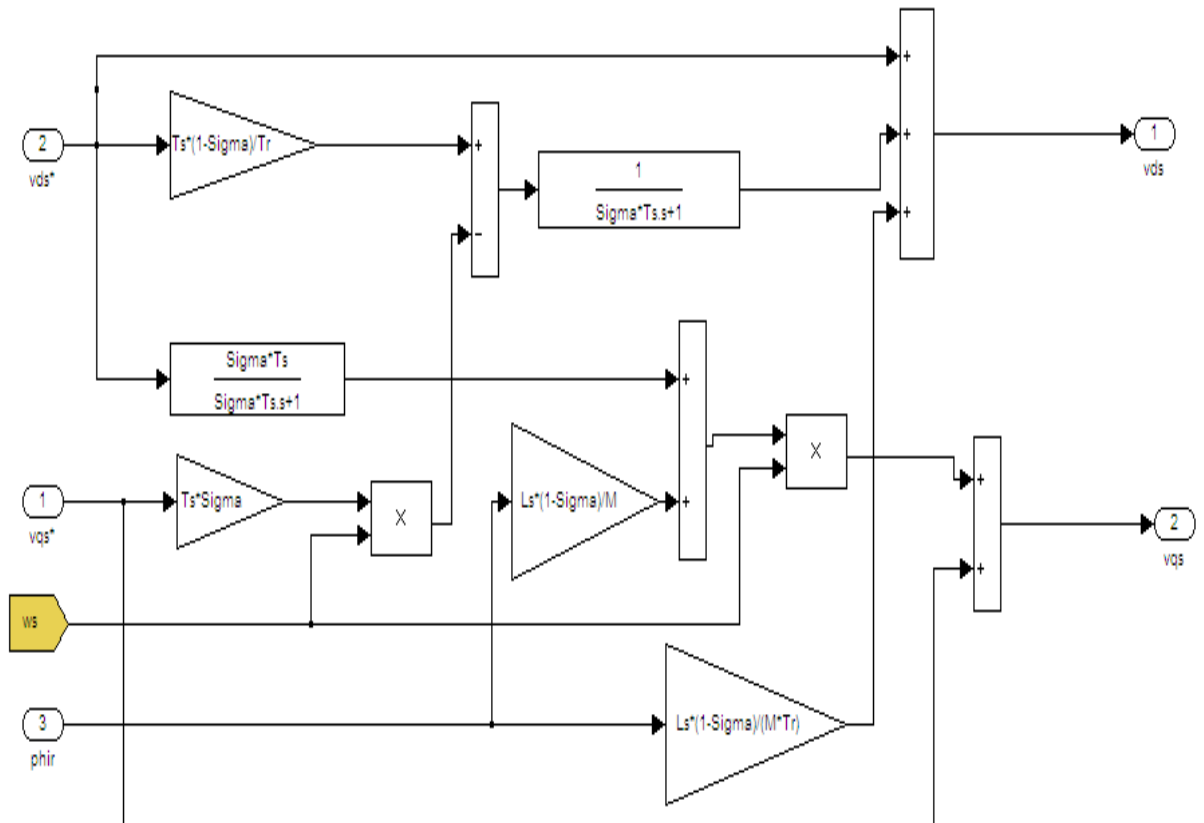 +
2
vds*
Ts*(1-Sigma)/Tr
+
−
1
Sigma*Ts.s+1
+
+
1
vds
Sigma*Ts
Sigma*Ts.s+1
+
+
X
1
vqs*
Ts*Sigma
X
Ls*(1-Sigma)/M
+
+
2
vqs
ws
3
phir
Ls*(1-Sigma)/(M*Tr)